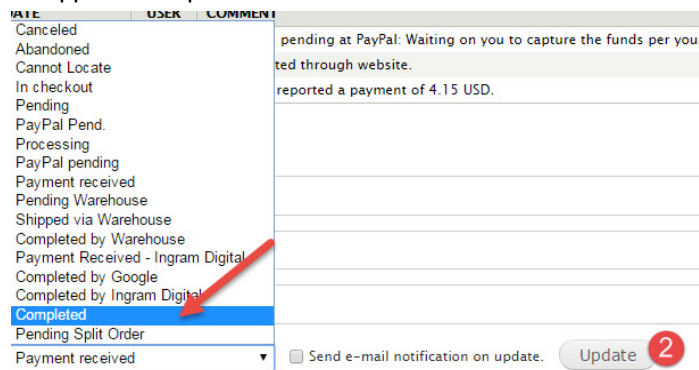 DATE USER COMMENT
Canceled
pending at PayPal: Waiting on you to capture the funds per you
Abandoned
Cannot Locate
ted through website.
In checkout
reported a payment of 4.15 USD.
Pending
PayPal Pend.
Processing
PayPal pending
Payment received
Pending Warehouse
Shipped via Warehouse
Completed by Warehouse
Payment Received - Ingram Digital
Completed by Google
Completed by Ingram Digital
Completed
Pending Split Order
Payment received
Send e-mail notification on update.
Update
2